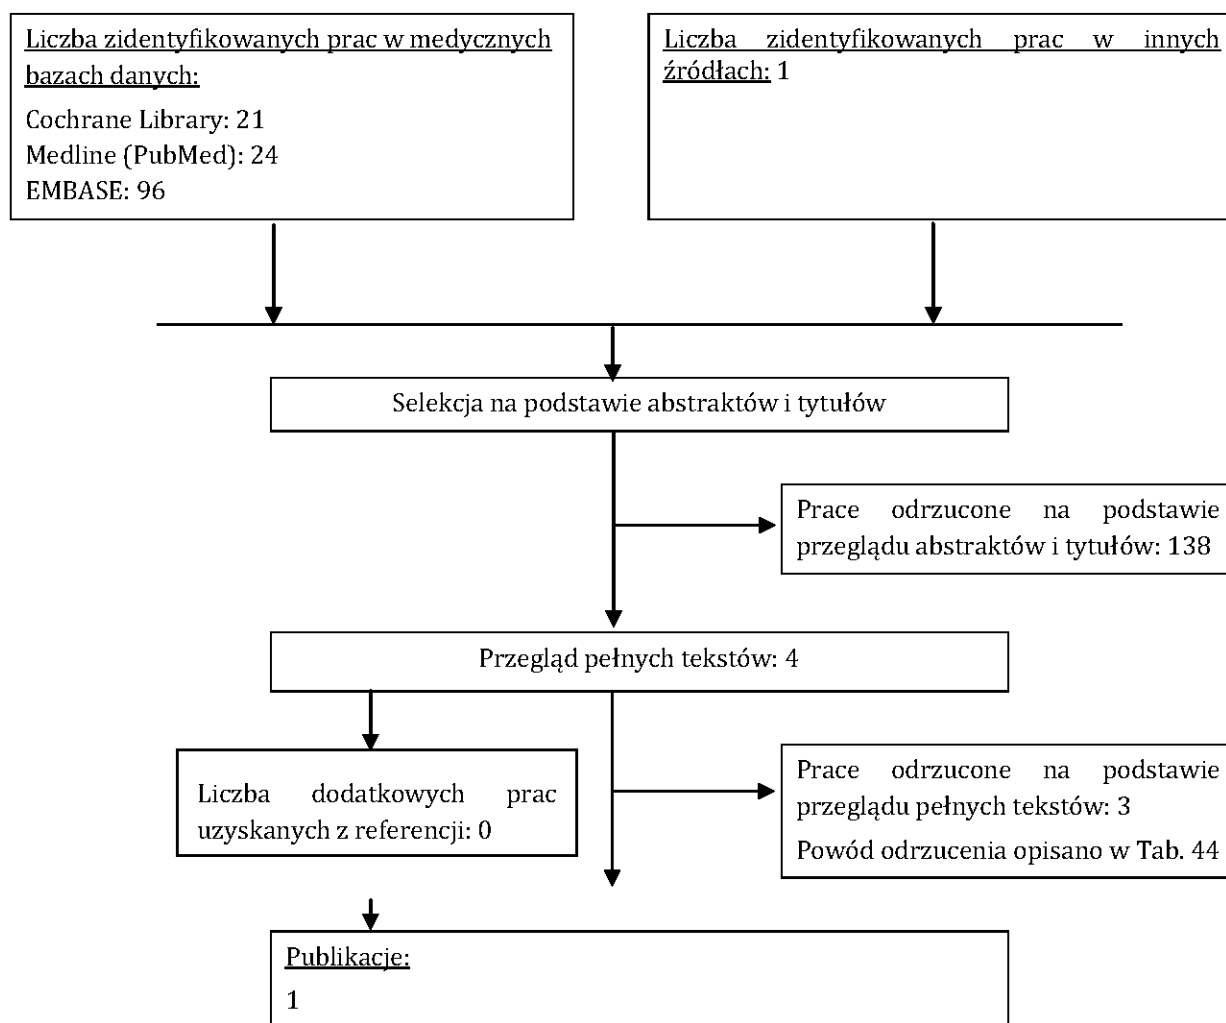 Liczba zidentyfikowanych prac w medycznych
bazach danych:
Cochrane Library: 21
Medline (PubMed): 24
EMBASE: 96
Liczba zidentyfikowanych prac w innych
źródłach: 1
Selekcja na podstawie abstraktów i tytułów
Prace odrzucone na podstawie
przeglądu abstraktów i tytułów: 138
Przegląd pełnych tekstów: 4
Liczba dodatkowych prac
uzyskanych z referencji: 0
Prace odrzucone na podstawie
przeglądu pełnych tekstów: 3
Powód odrzucenia opisano w Tab. 44
Publikacje:
1